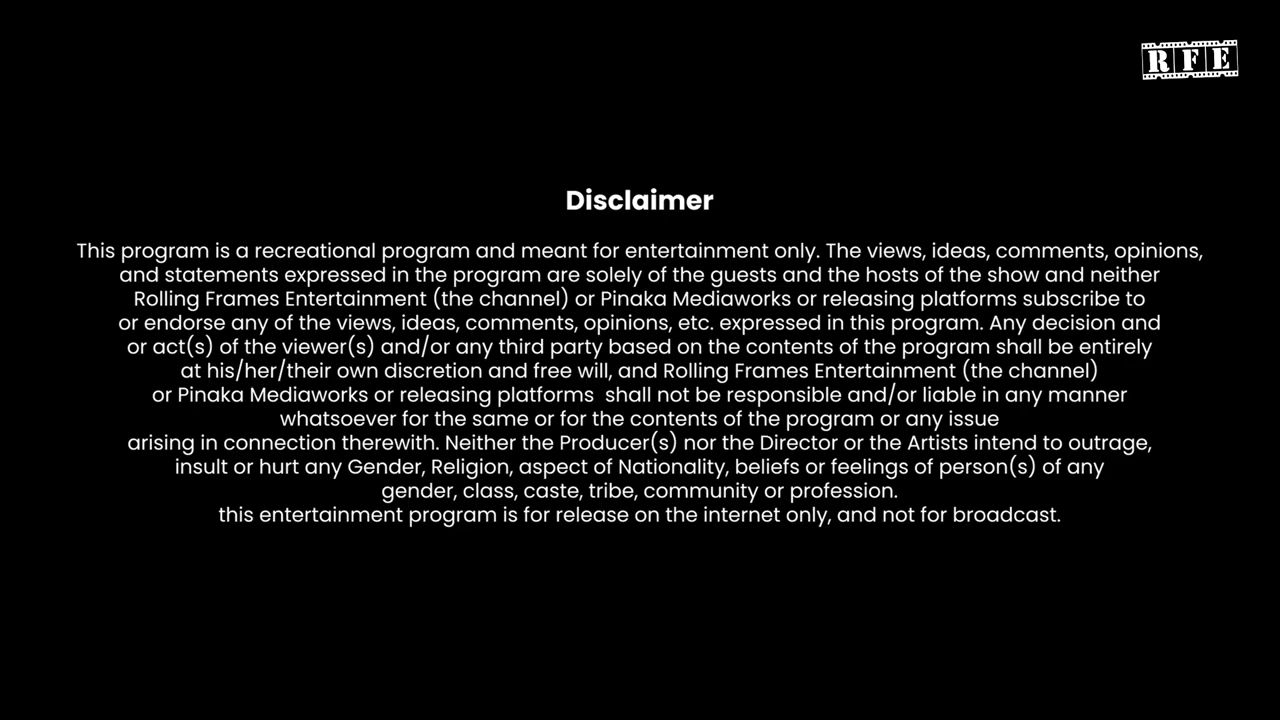 RFE
Disclaimer
This program is a recreational program and meant for entertainment only. The views, ideas, comments, opinions,
and statements expressed in the program are solely of the guests and the hosts of the show and neither
Rolling Frames Entertainment (the channel) or Pinaka Mediaworks or releasing platforms subscribe to
or endorse any of the views, ideas, comments, opinions, etc. expressed in this program. Any decision and
or act(s) of the viewer(s) and/or any third party based on the contents of the program shall be entirely
at his/her/their own discretion and free will, and Rolling Frames Entertainment (the channel)
or Pinaka Mediaworks or releasing platforms  shall not be responsible and/or liable in any manner
whatsoever for the same or for the contents of the program or any issue
arising in connection therewith. Neither the Producer(s) nor the Director or the Artists intend to outrage,
insult or hurt any Gender, Religion, aspect of Nationality, beliefs or feelings of person(s) of any
gender, class, caste, tribe, community or profession.
this entertainment program is for release on the internet only, and not for broadcast.